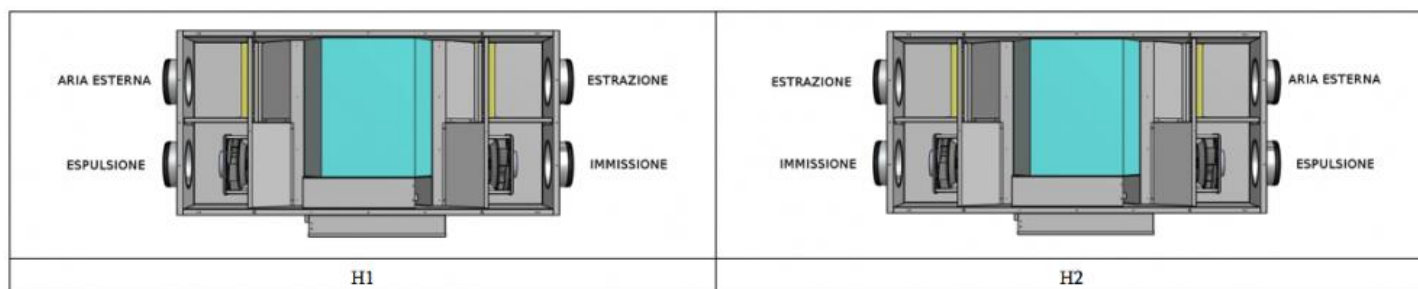 ARIA ESTERNA
ESTRAZIONE
ESPULSIONE
IMMISSIONE
H1
ESTRAZIONE
ARIA ESTERNA
IMMISSIONE
ESPULSIONE
H2